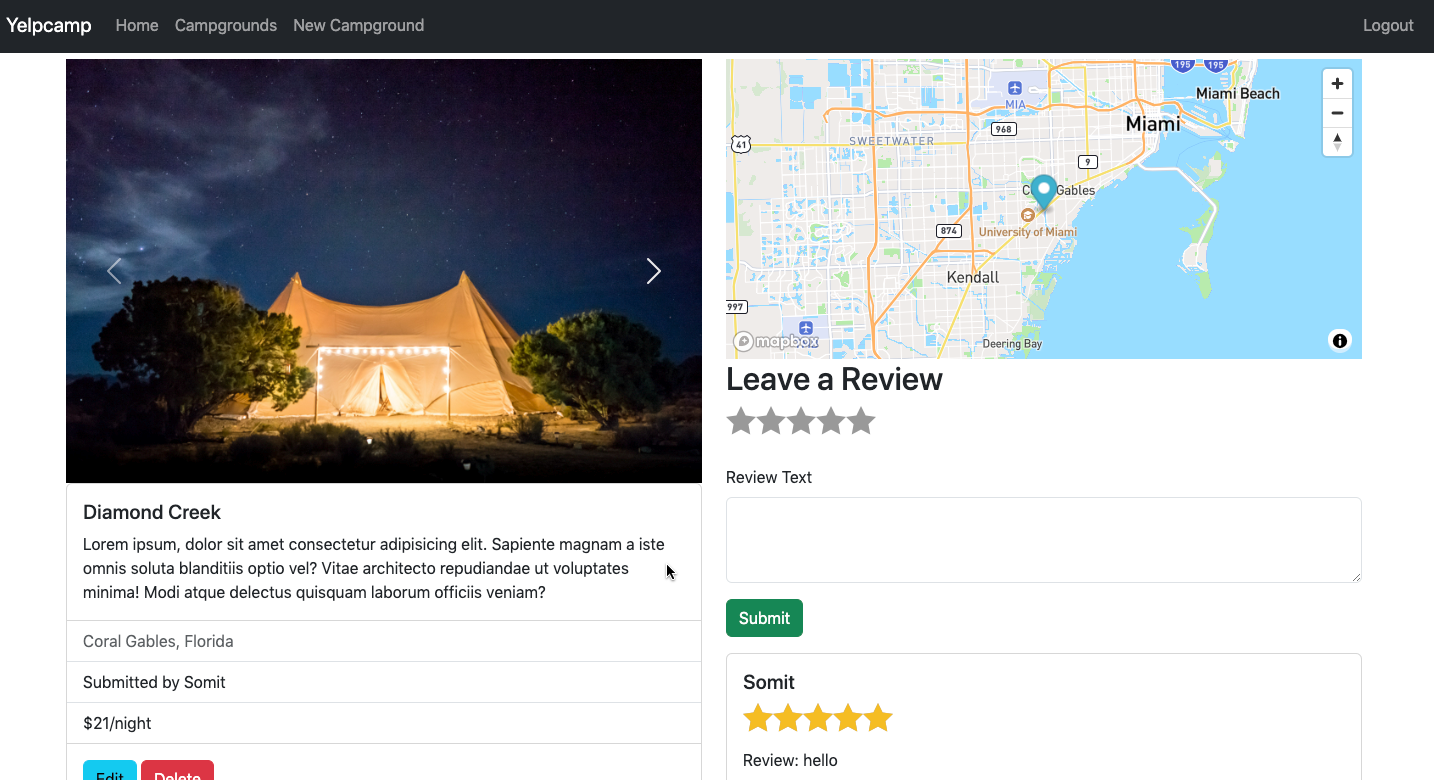 Yelpcamp Home Campgrounds New Campground Logout
Diamond Creek
Lorem ipsum, dolor sit amet consectetur adipisicing elit. Sapiente magnam a iste
omnis soluta blanditiis optio vel? Vitae architecto repudiandae ut voluptates
minima! Modi atque delectus quisquam laborum officiis veniam?
Coral Gables, Florida
Submitted by Somit
$21/night
Edit Delete
195 195
MIA
Miami Beach
Miami
968
SWEETWATER
41
9
Gables
University of Miami
874
Kendall
997
mapbox
Deering Bay
Leave a Review
Review Text
Submit
Somit
Review: hello